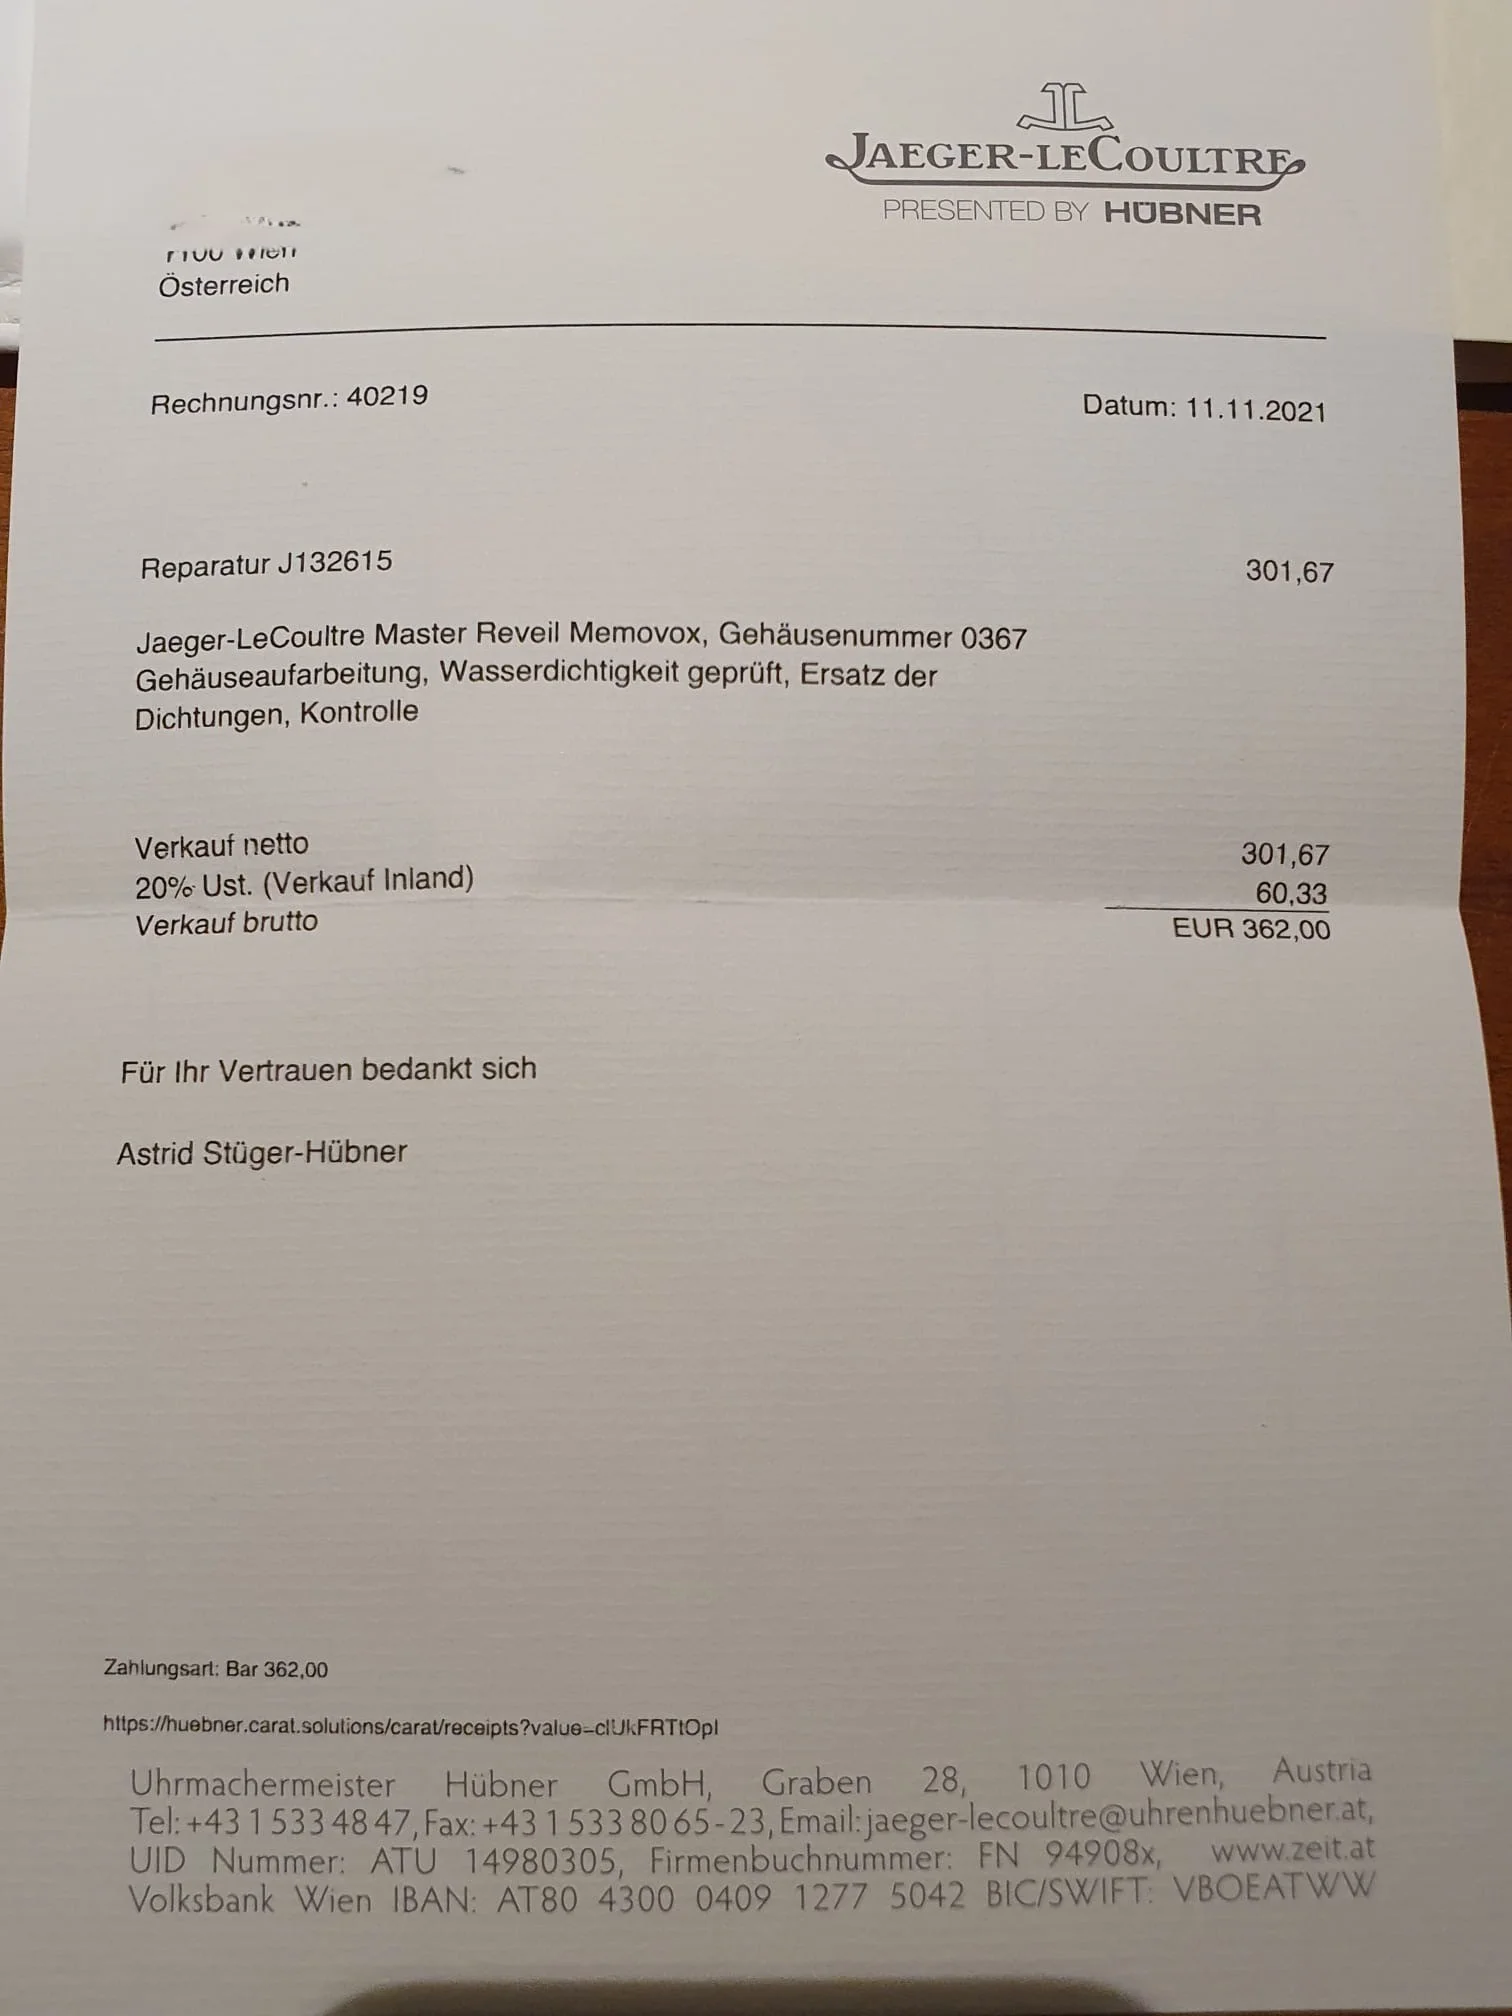 JAEGER-LECOULTRE
PRESENTED BY HÜBNER
Wien
Österreich
Rechnungsnr.: 40219
Datum: 11.11.2021
Reparatur J132615
301,67
Jaeger-LeCoultre Master Reveil Memovox, Gehäusenummer 0367
Gehäuseaufarbeitung, Wasserdichtigkeit geprüft, Ersatz der
Dichtungen, Kontrolle
Verkauf netto
301,67
20% Ust. (Verkauf Inland)
60,33
Verkauf brutto
EUR 362,00
Für Ihr Vertrauen bedankt sich
Astrid Stüger-Hübner
Zahlungsart: Bar 362,00
https://huebner.carat.solutions/carat/receipts?value=clUkFRTtOpl
Uhrmachermeister Hübner GmbH, Graben 28, 1010 Wien, Austria
Tel: +43 1 533 48 47, Fax: +43 1 533 80 65-23, Email: jaeger-lecoultre@uhrenhuebner.at,
UID Nummer: ATU 14980305, Firmenbuchnummer: FN 94908x, www.zeit.at
Volksbank Wien IBAN: AT80 4300 0409 1277 5042 BIC/SWIFT: VBOEATWW